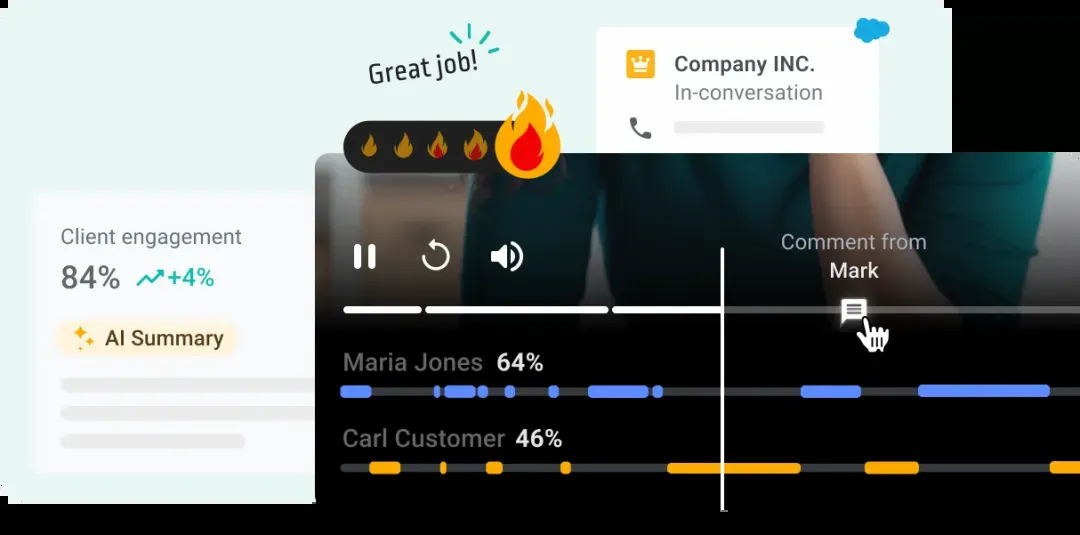 Great job!
Company INC.
In-conversation
Client engagement
84% +4%
AI Summary
Comment from
Mark
Maria Jones 64%
Carl Customer 46%